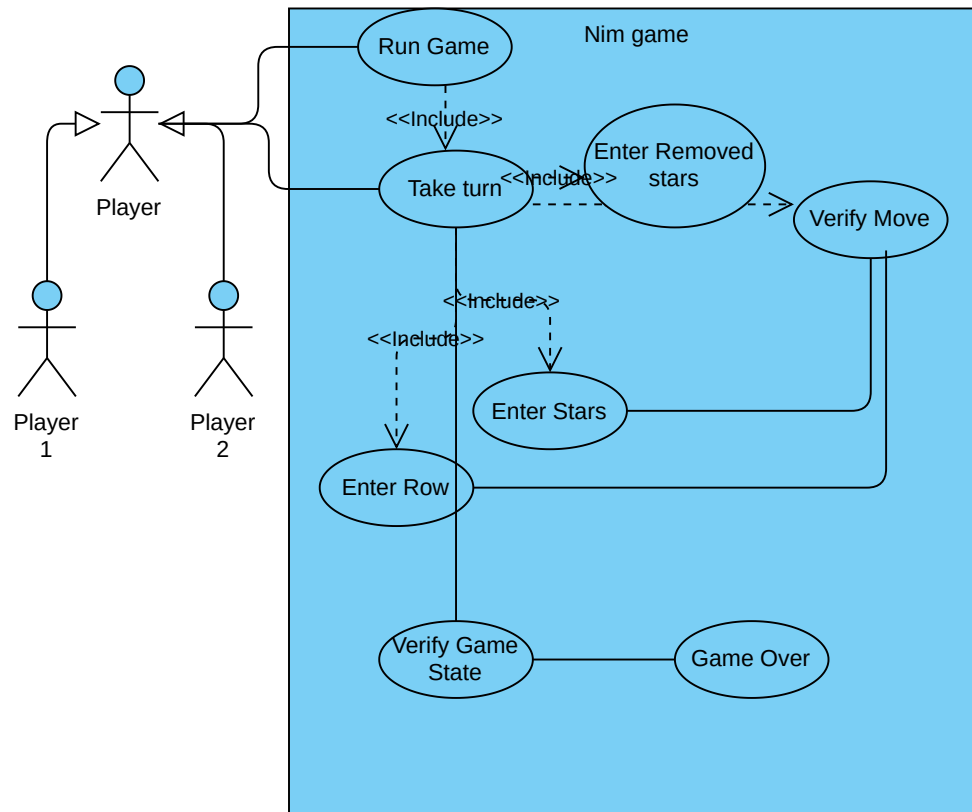 Nim game
Run Game
<<Include>>
Player
Take turn
<<Include>>
Enter Removed
stars
Verify Move
<<Include>>
<<Include>>
Player
1
Player
2
Enter Stars
Enter Row
Verify Game
State
Game Over